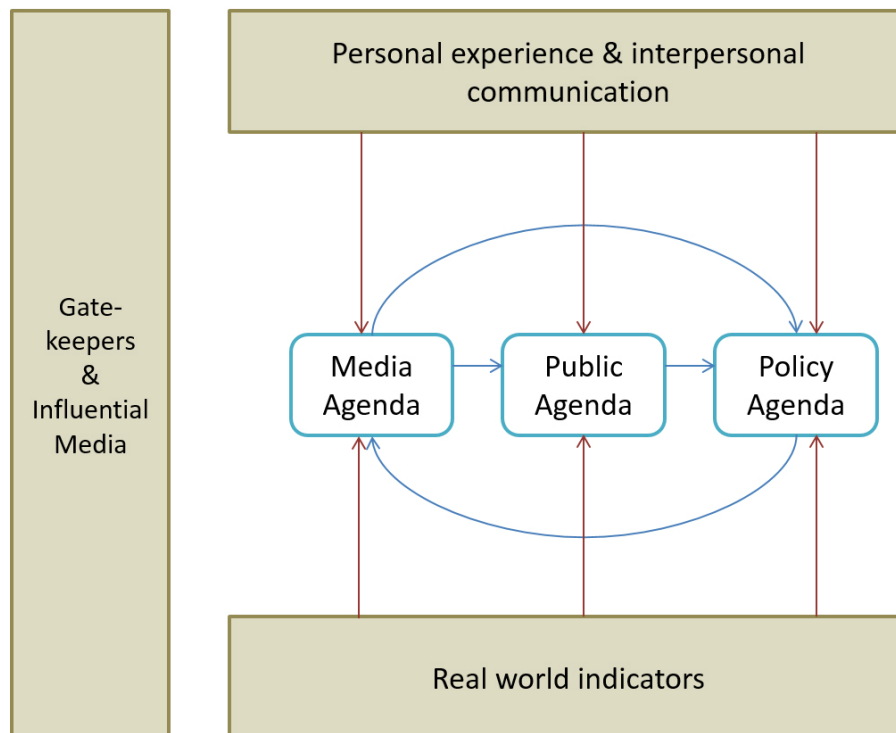 Personal experience & interpersonal
communication
Gate-
keepers
&
Influential
Media
Media
Agenda
Public
Agenda
Policy
Agenda
Real world indicators